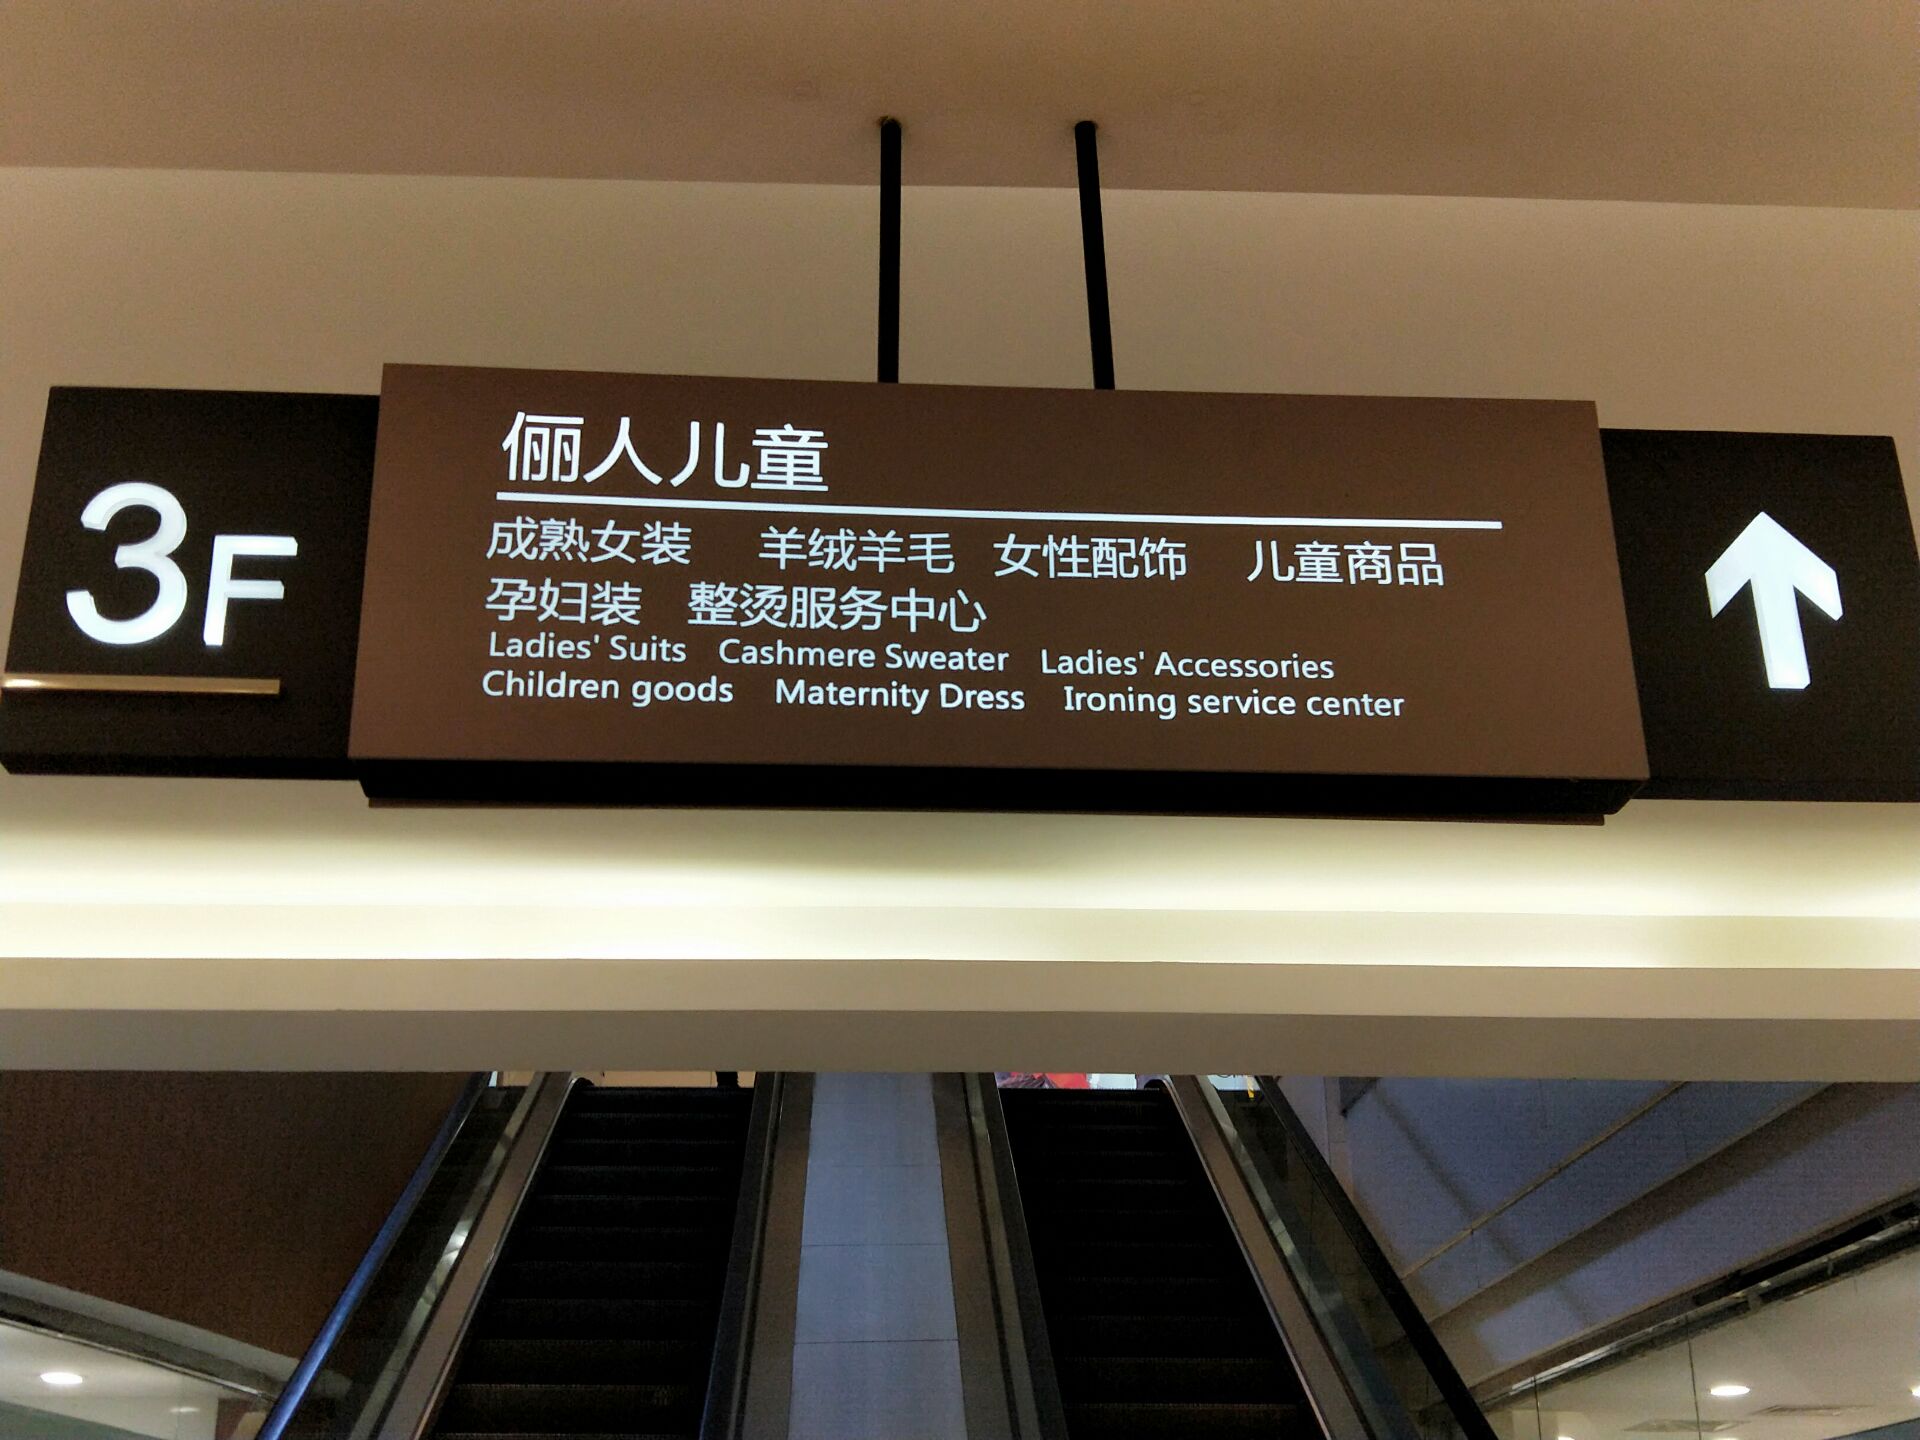 3F
俪人儿童
成熟女装 羊绒羊毛 女性配饰 儿童商品
孕妇装 整烫服务中心
Ladies' Suits Cashmere Sweater Ladies' Accessories
Children goods Maternity Dress Ironing service center